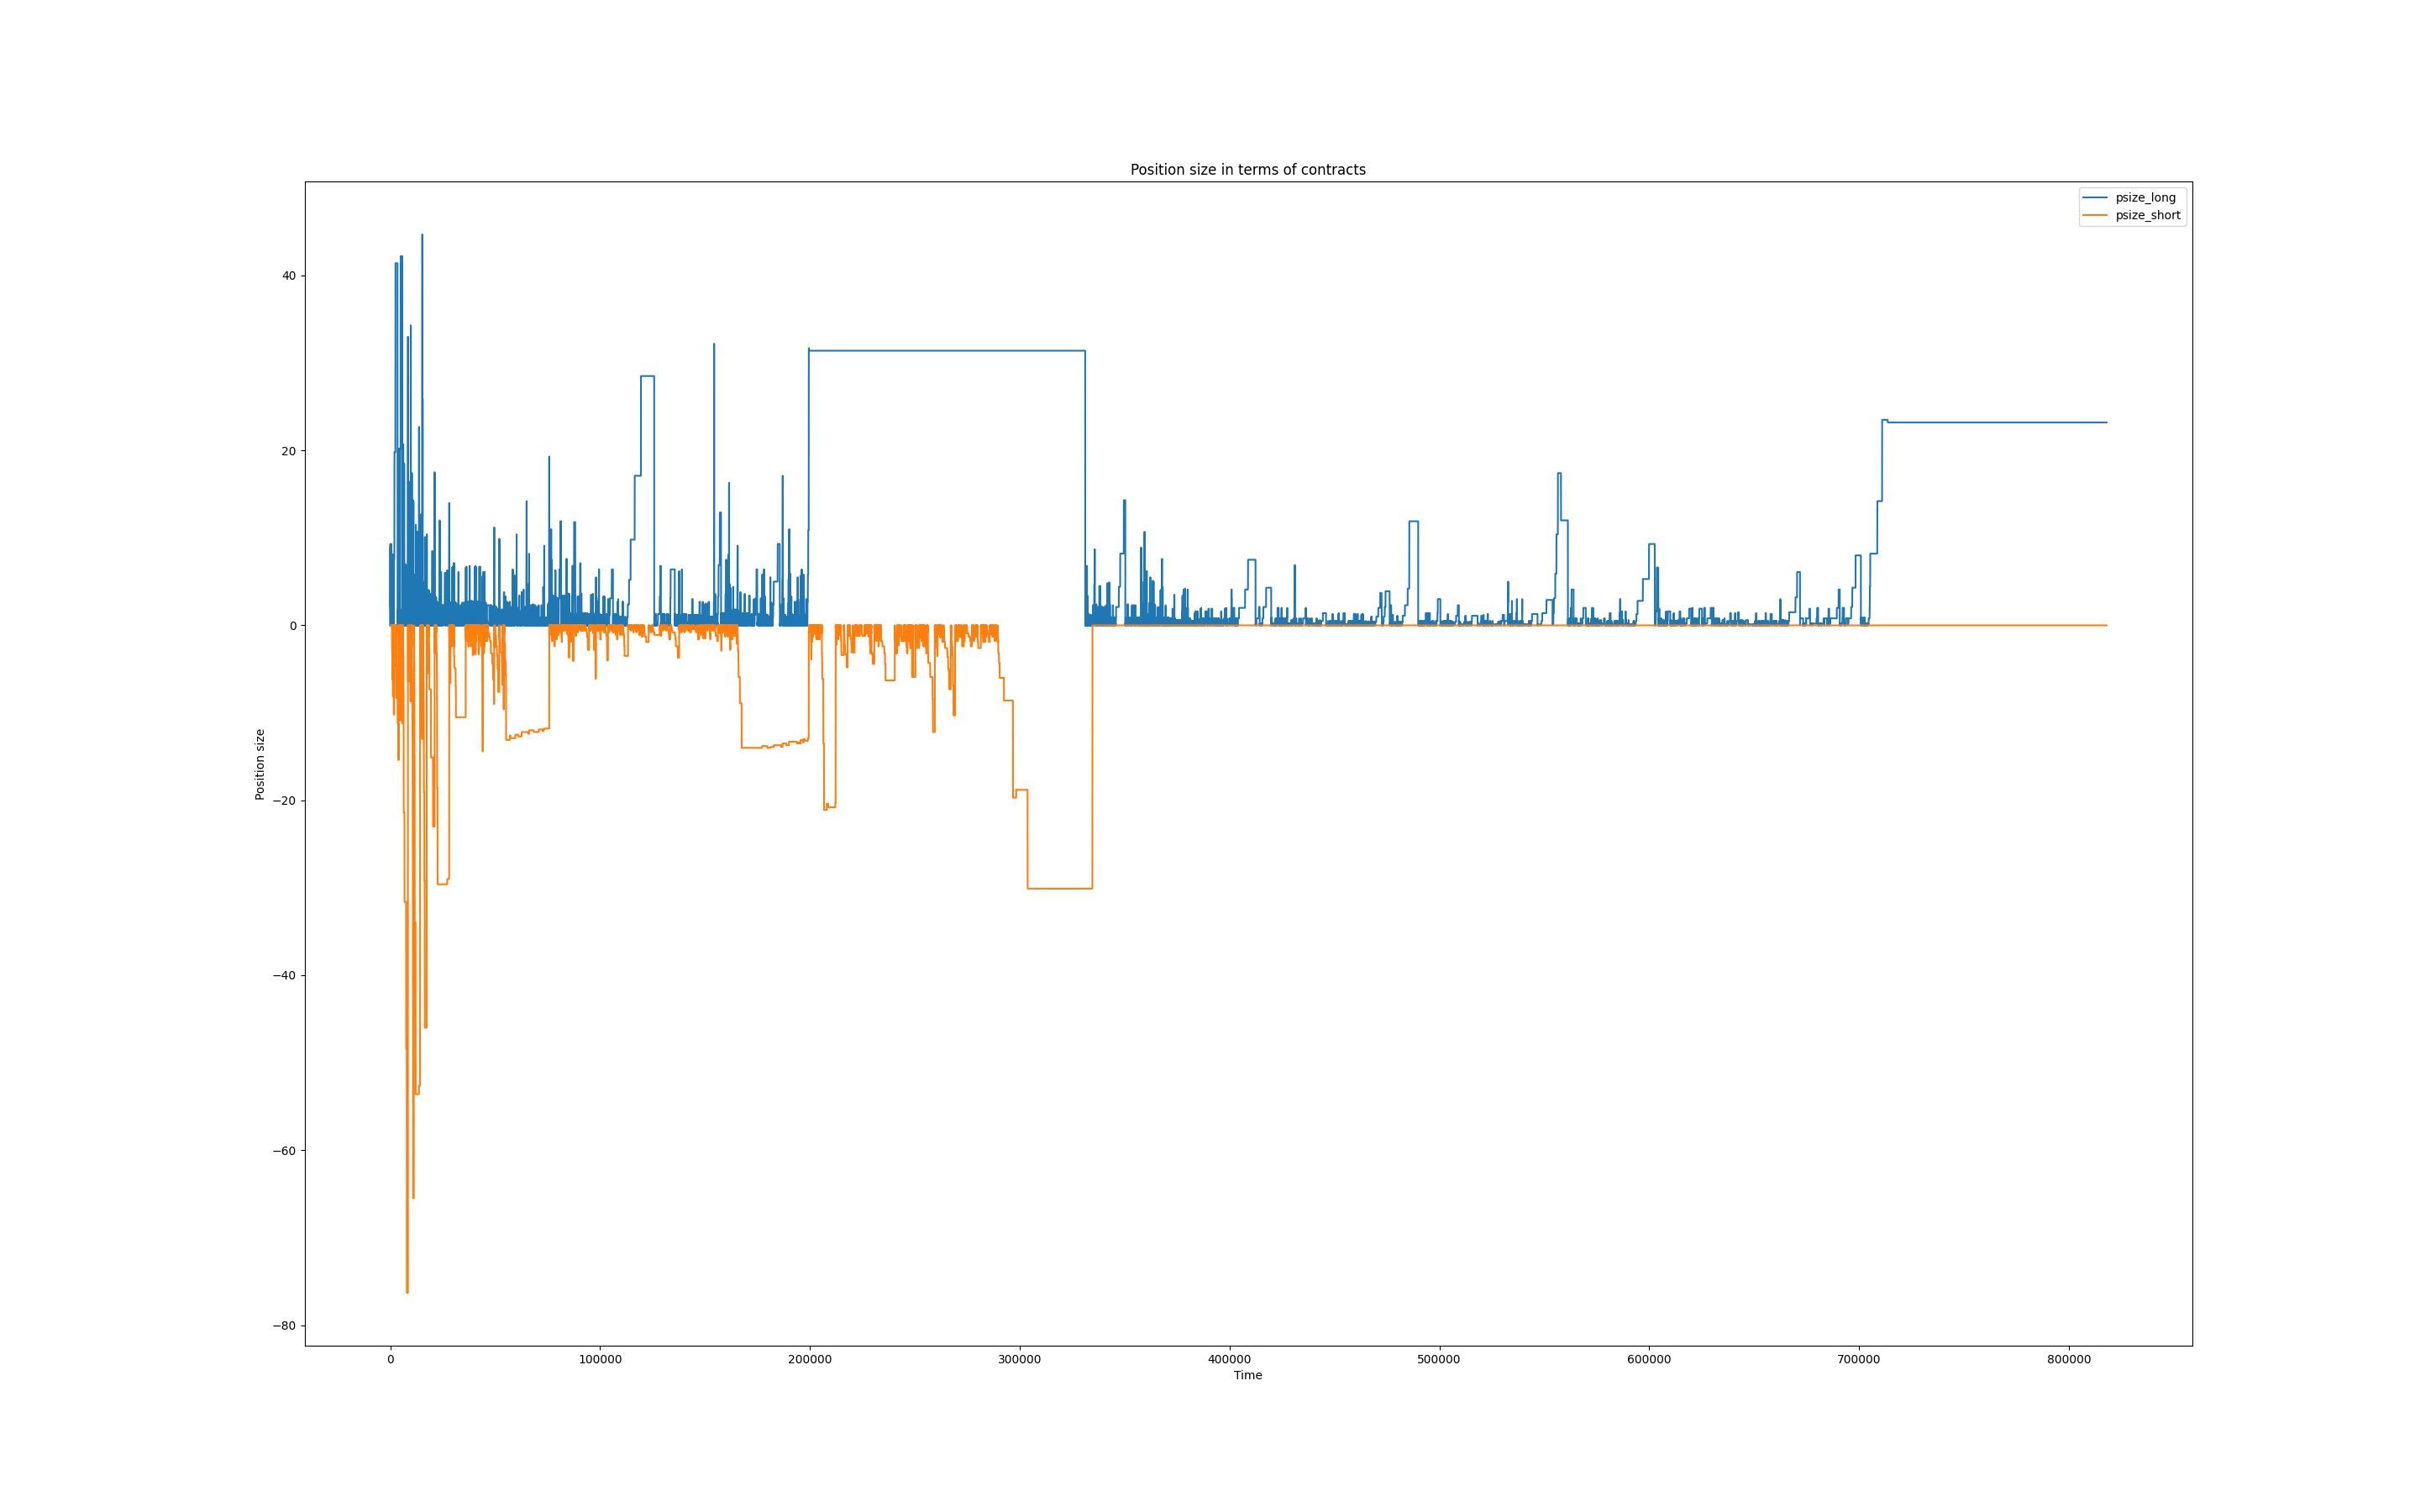 Position size in terms of contracts
psize_long
psize_short
40
20
0
−20
−40
−60
−80
Position size
0 100000 200000 300000 400000 500000 600000 700000 800000
Time